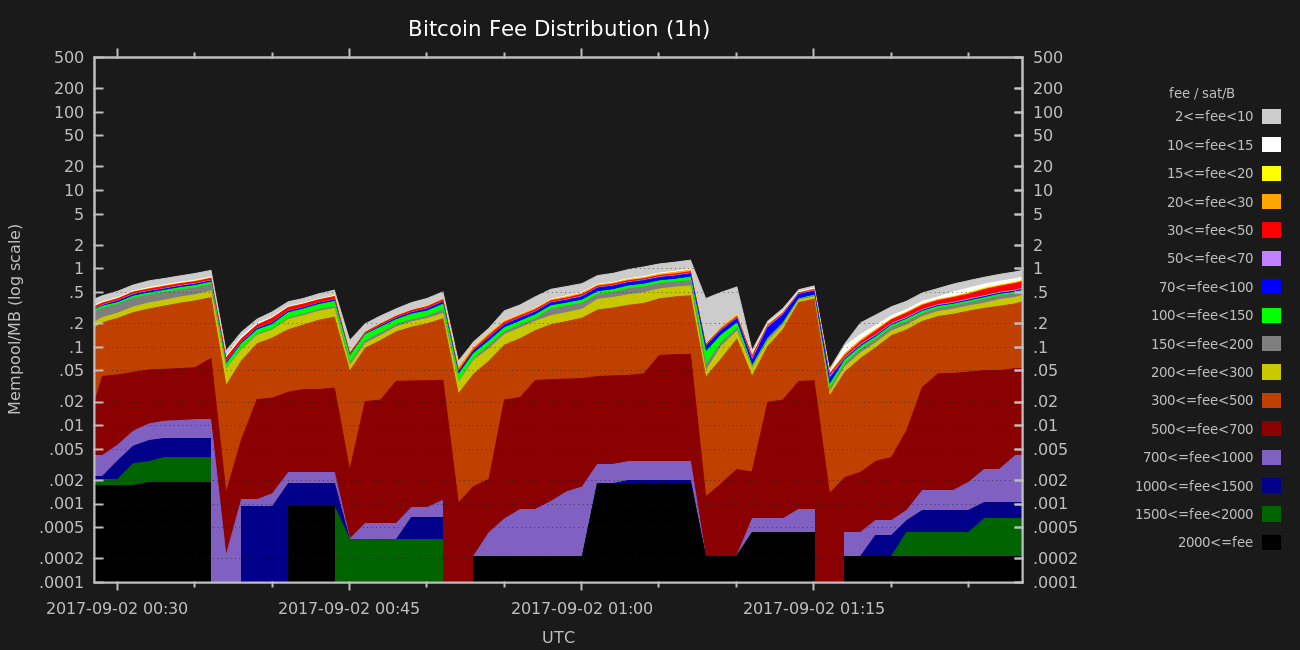 Bitcoin Fee Distribution (1h)
500
200
100
50
20
10
5
2
1
.5
.2
.1
.05
.02
.01
.005
.002
.001
.0005
.0002
.0001
Mempool/MB (log scale)
500
200
100
50
20
10
5
2
1
.5
.2
.1
.05
.02
.01
.005
.002
.001
.0005
.0002
.0001
2017-09-02 00:30
2017-09-02 00:45
2017-09-02 01:00
2017-09-02 01:15
UTC
fee / sat/B
2<=fee<10
10<=fee<15
15<=fee<20
20<=fee<30
30<=fee<50
50<=fee<70
70<=fee<100
100<=fee<150
150<=fee<200
200<=fee<300
300<=fee<500
500<=fee<700
700<=fee<1000
1000<=fee<1500
1500<=fee<2000
2000<=fee